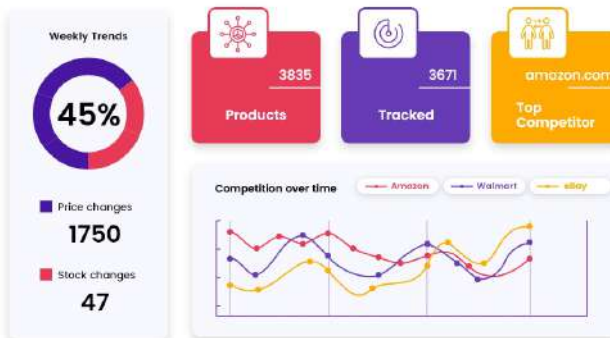 Weekly Trends
45%
Price changes
1750
Stock changes
47
3835
Products
3671
Tracked
amazon.com
Top
Competitor
Competition over time
Amazon
Walmart
eBay